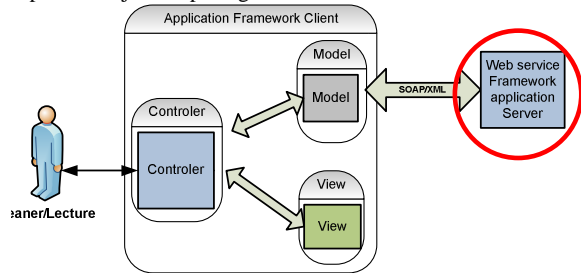 Application Framework Client
Model
Model
SOAP/XML
Web service
Framework
application
Server
Controler
Controler
eaner/Lecture
View
View